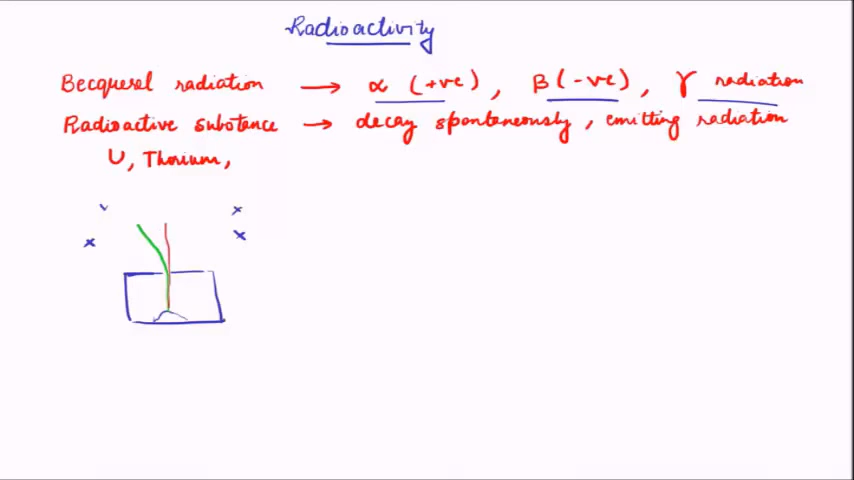 Radioactivity
Becquerel radiation → α (+ve), β (-ve), γ radiation
Radioactive substance → decay spontaneously, emitting radiation
U, Thorium,
x x
x x